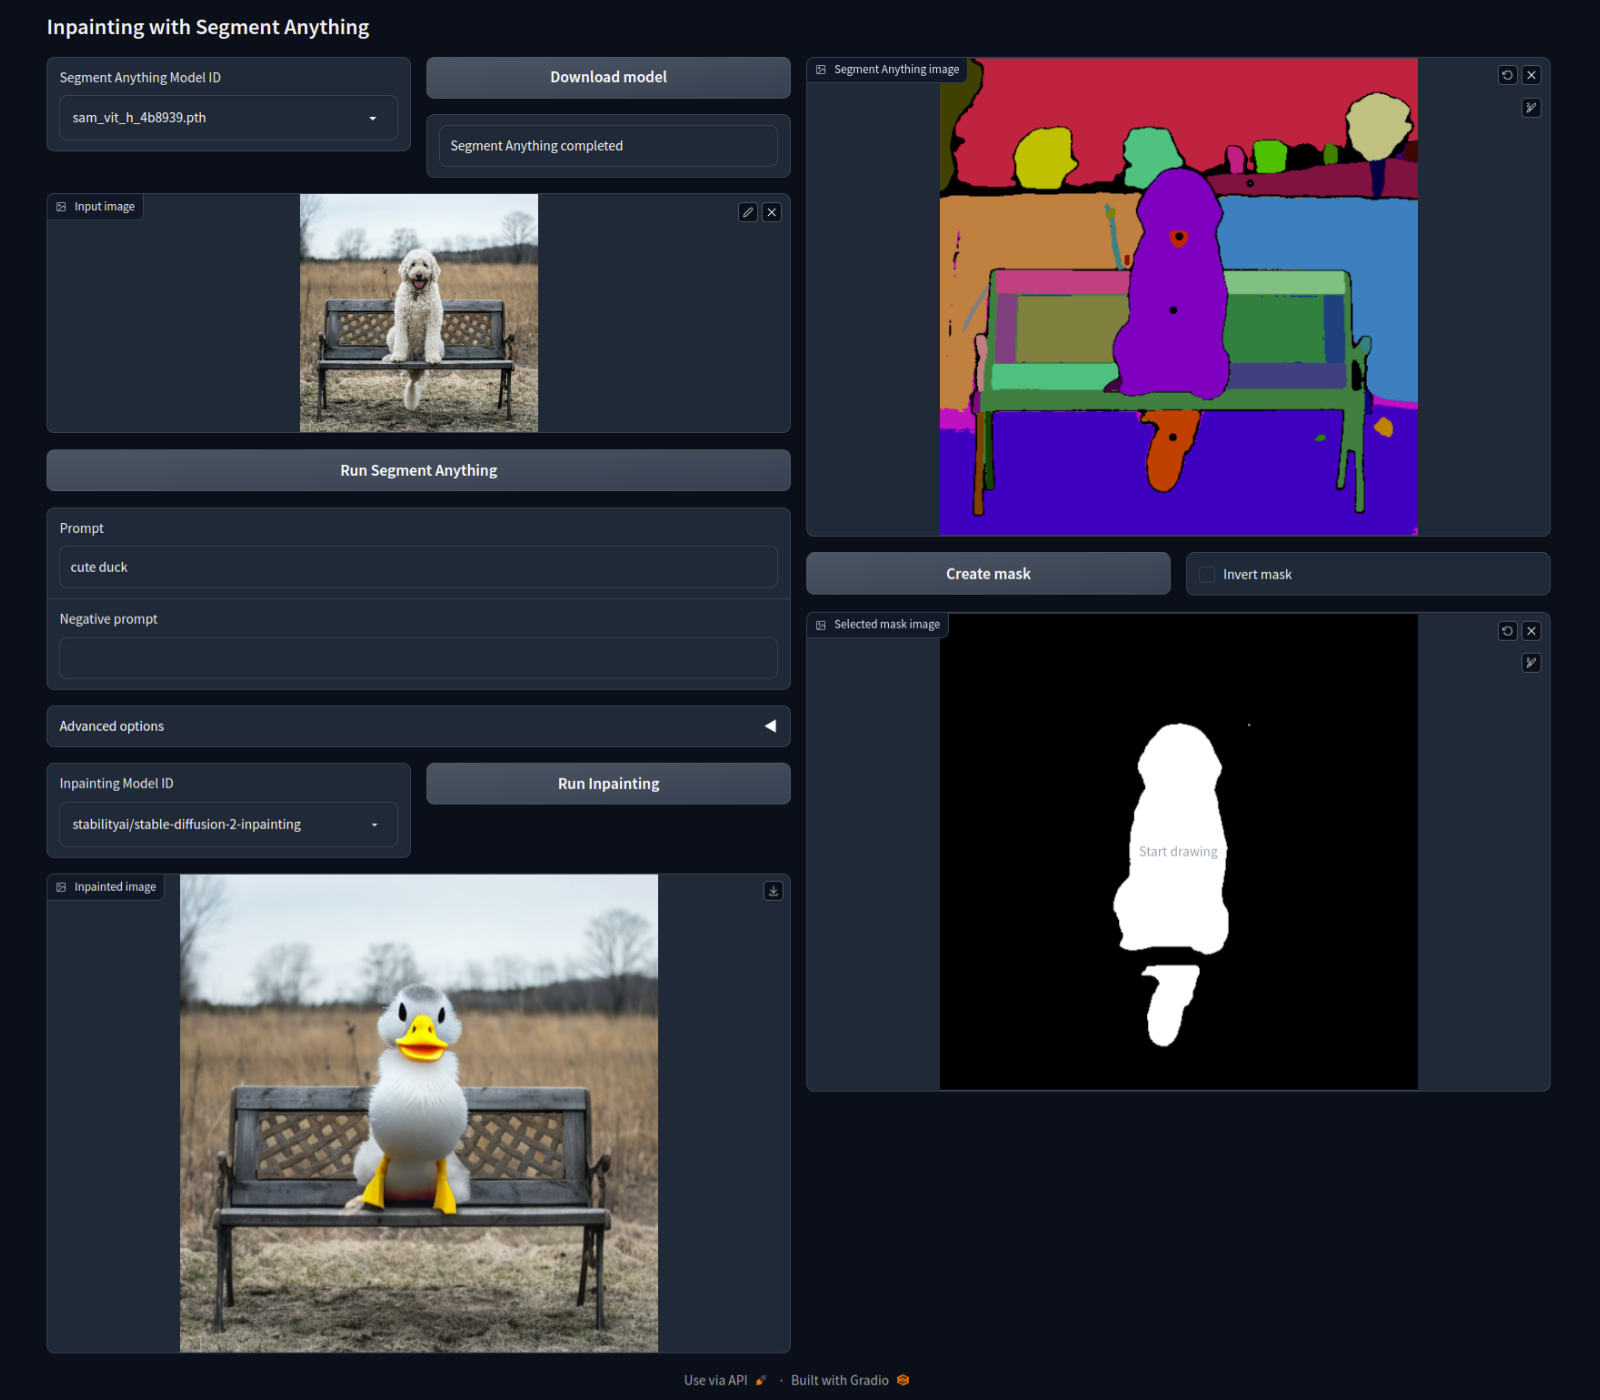 Inpainting with Segment Anything
Segment Anything Model ID
sam_vit_h_4b8939.pth
Download model
Segment Anything completed
Input image
Run Segment Anything
Prompt
cute duck
Negative prompt
Advanced options
Inpainting Model ID
stabilityai/stable-diffusion-2-inpainting
Run Inpainting
Inpainted image
Segment Anything image
Create mask
Invert mask
Selected mask image
Start drawing
Use via API · Built with Gradio